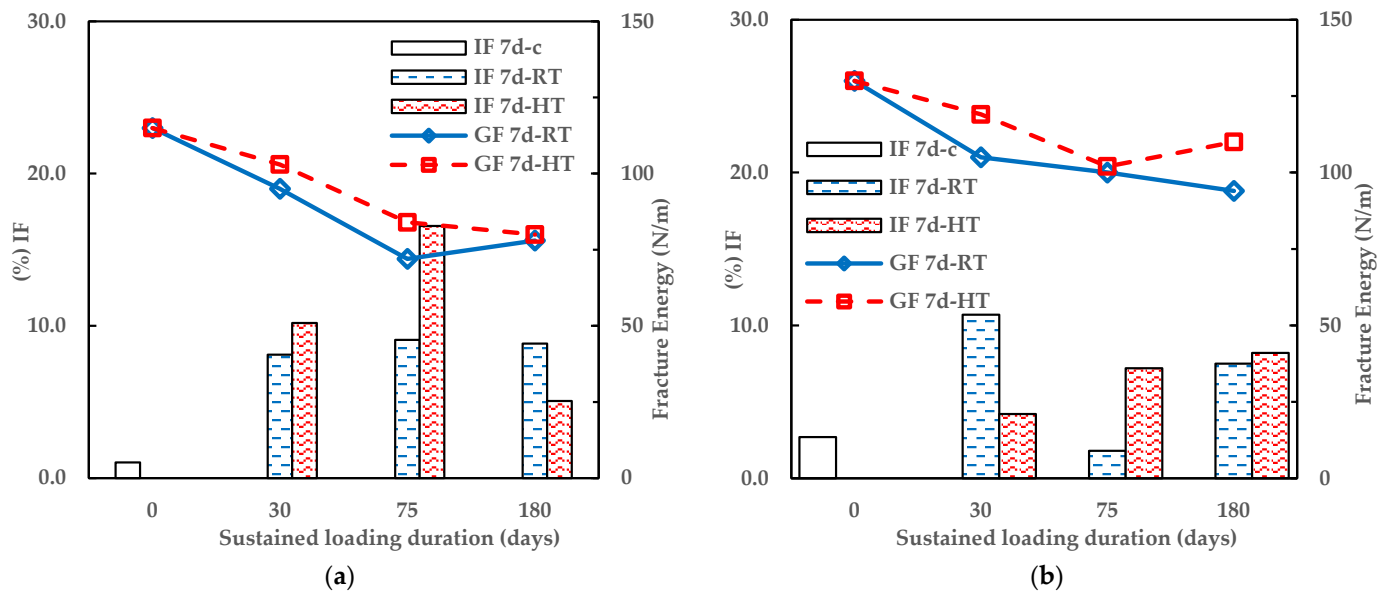 30.0
20.0
10.0
0.0
(%) IF
150
100
50
0
Fracture Energy (N/m)
IF 7d-c
IF 7d-RT
IF 7d-HT
GF 7d-RT
GF 7d-HT
0 30 75 180
Sustained loading duration (days)
(a)
30.0
20.0
10.0
0.0
(%) IF
150
100
50
0
Fracture Energy (N/m)
IF 7d-c
IF 7d-RT
IF 7d-HT
GF 7d-RT
GF 7d-HT
0 30 75 180
Sustained loading duration (days)
(b)